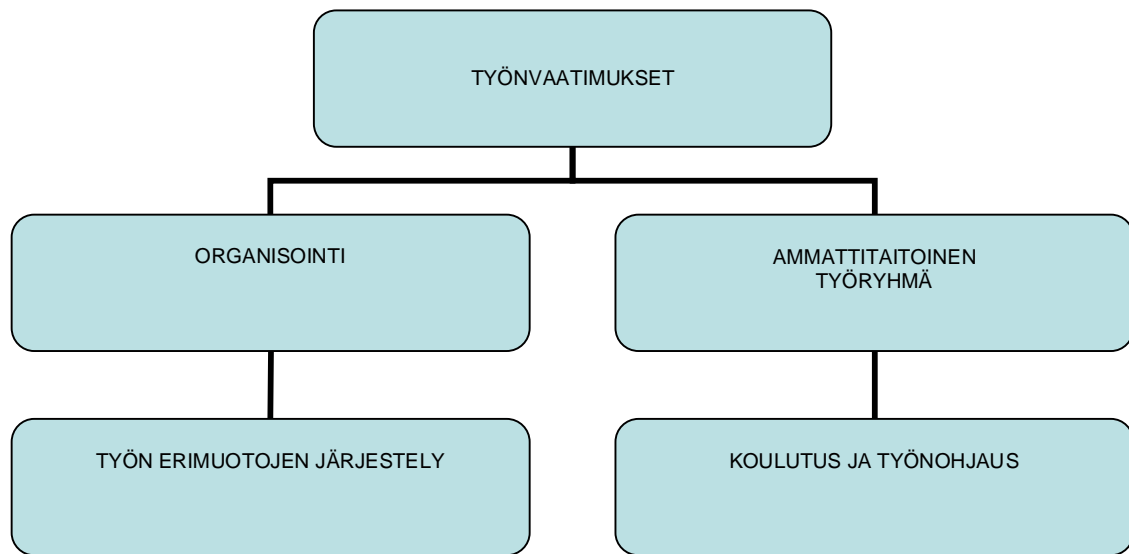 TYÖNVAATIMUKSET
ORGANISOINTI
AMMATTITAITOINEN
TYÖRYHMÄ
TYÖN ERIMUOTOJEN JÄRJESTELY
KOULUTUS JA TYÖNOHJAUS